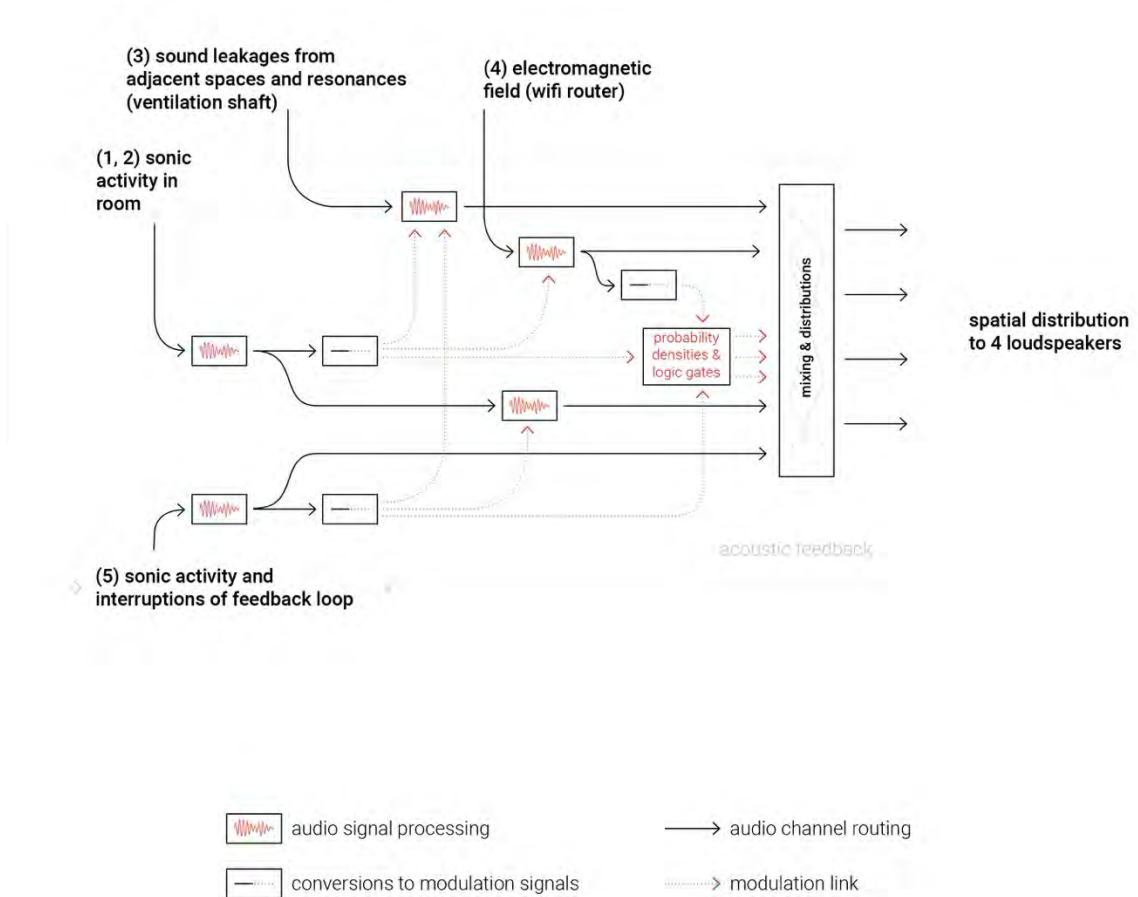 (3) sound leakages from
adjacent spaces and resonances
(ventilation shaft)
(4) electromagnetic
field (wifi router)
(1, 2) sonic
activity in
room
mixing & distributions
spatial distribution
to 4 loudspeakers
probability
densities &
logic gates
acoustic feedback
(5) sonic activity and
interruptions of feedback loop
audio signal processing
audio channel routing
conversions to modulation signals
modulation link